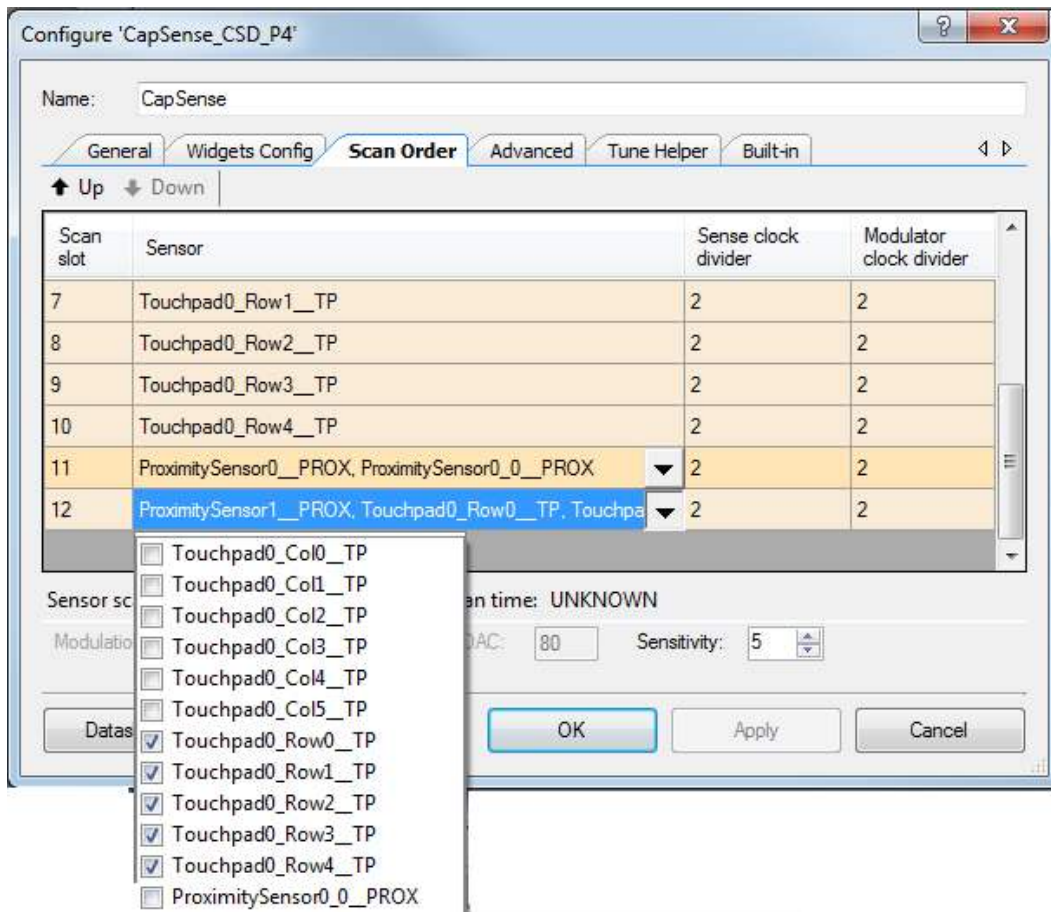 Configure 'CapSense_CSD_P4'
Name: CapSense
General Widgets Config Scan Order Advanced Tune Helper Built-in
Up Down
Scan slot Sensor Sense clock divider Modulator clock divider
7 Touchpad0_Row1__TP 2 2
8 Touchpad0_Row2__TP 2 2
9 Touchpad0_Row3__TP 2 2
10 Touchpad0_Row4__TP 2 2
11 ProximitySensor0__PROX, ProximitySensor0_0__PROX 2 2
12 ProximitySensor1__PROX, Touchpad0_Row0__TP, Touchpa 2 2
Touchpad0_Col0__TP
Touchpad0_Col1__TP
Touchpad0_Col2__TP
Touchpad0_Col3__TP
Touchpad0_Col4__TP
Touchpad0_Col5__TP
Touchpad0_Row0__TP
Touchpad0_Row1__TP
Touchpad0_Row2__TP
Touchpad0_Row3__TP
Touchpad0_Row4__TP
ProximitySensor0_0__PROX
Sensor sc an time: UNKNOWN
Modulatio DAC: 80 Sensitivity: 5
Datas OK Apply Cancel